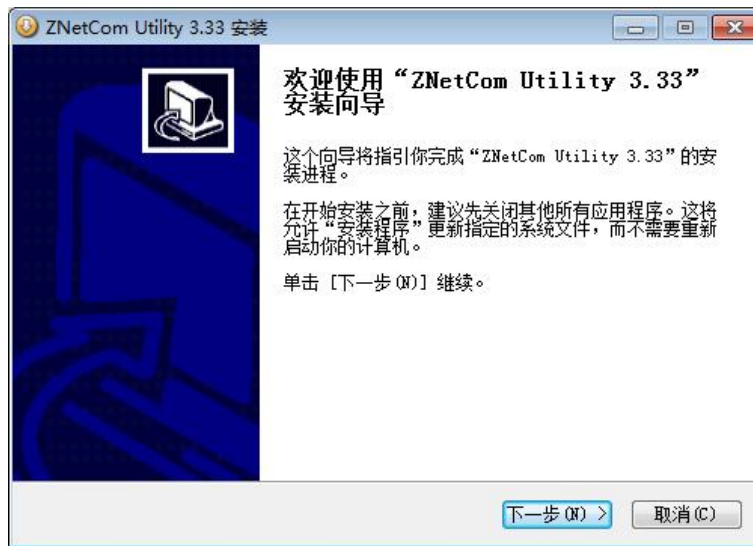 ZNetCom Utility 3.33 安装
欢迎使用“ZNetCom Utility 3.33”
安装向导
这个向导将指引你完成“ZNetCom Utility 3.33”的安
装进程。
在开始安装之前，建议先关闭其他所有应用程序。这将
允许“安装程序”更新指定的系统文件，而不需要重新
启动你的计算机。
单击 [下一步(N)] 继续。
下一步(N) >
取消(C)